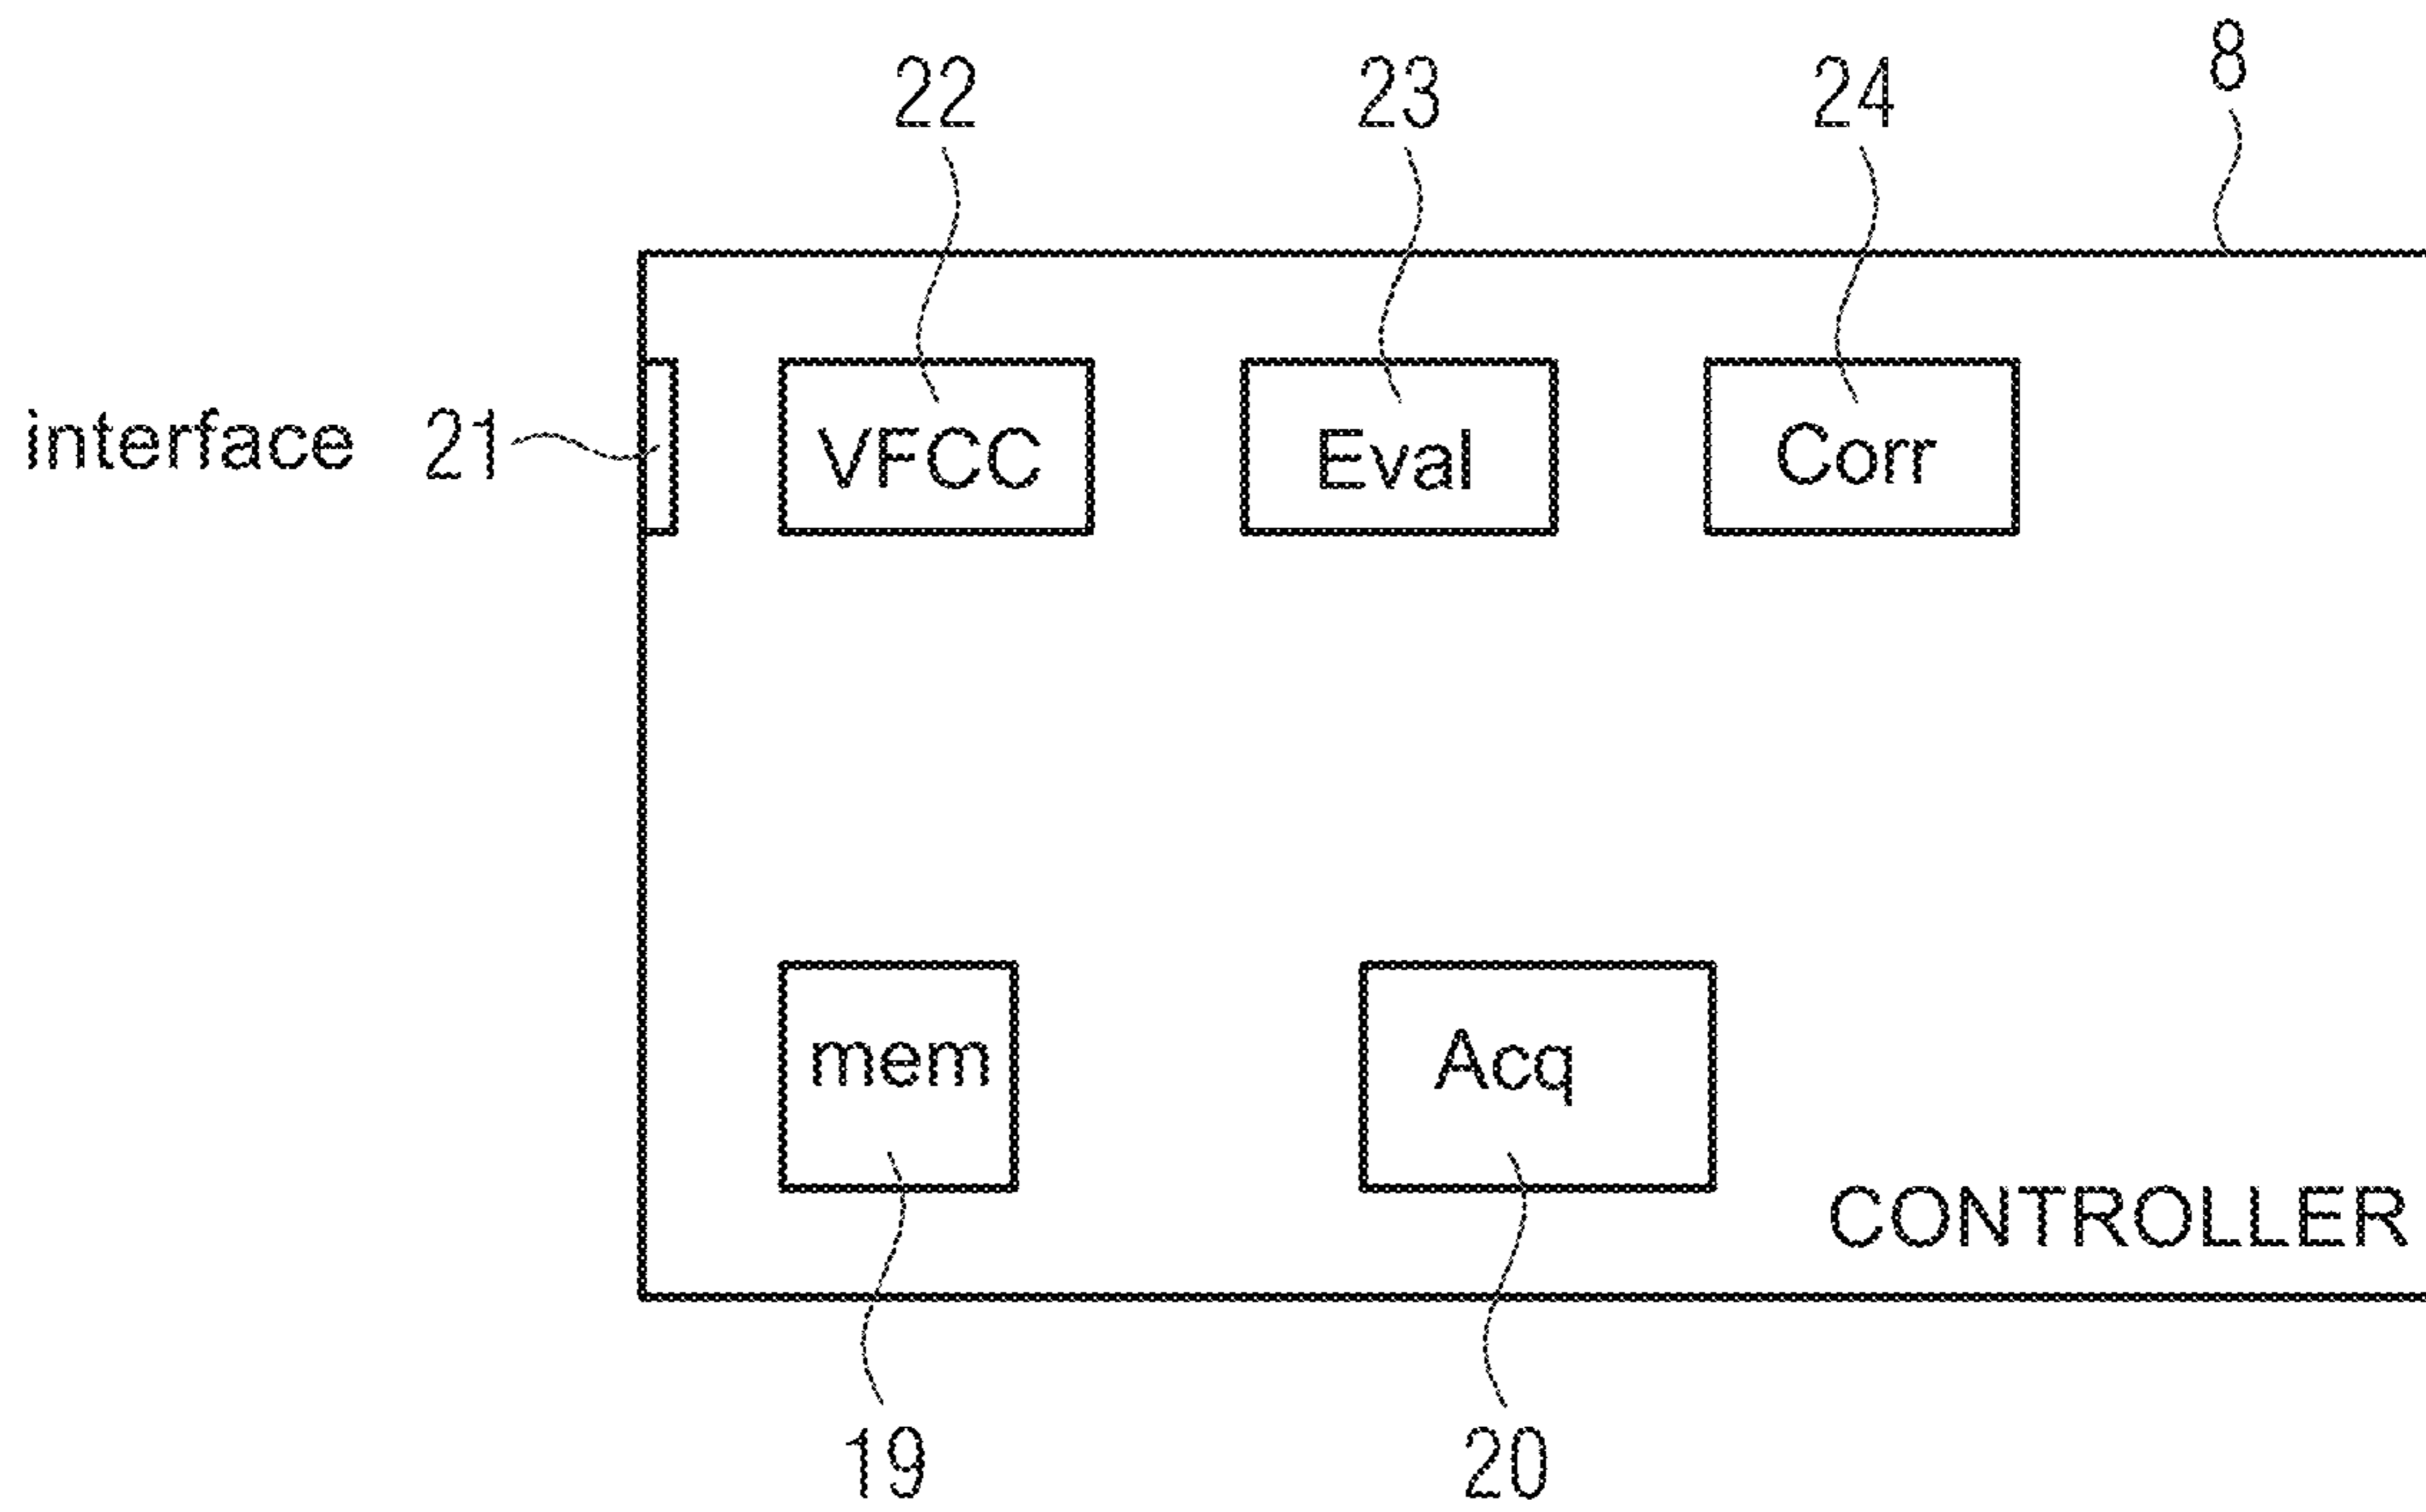 22 23 24 8
interface 21 VFCC Eval Corr
mem Acq
CONTROLLER
19 20